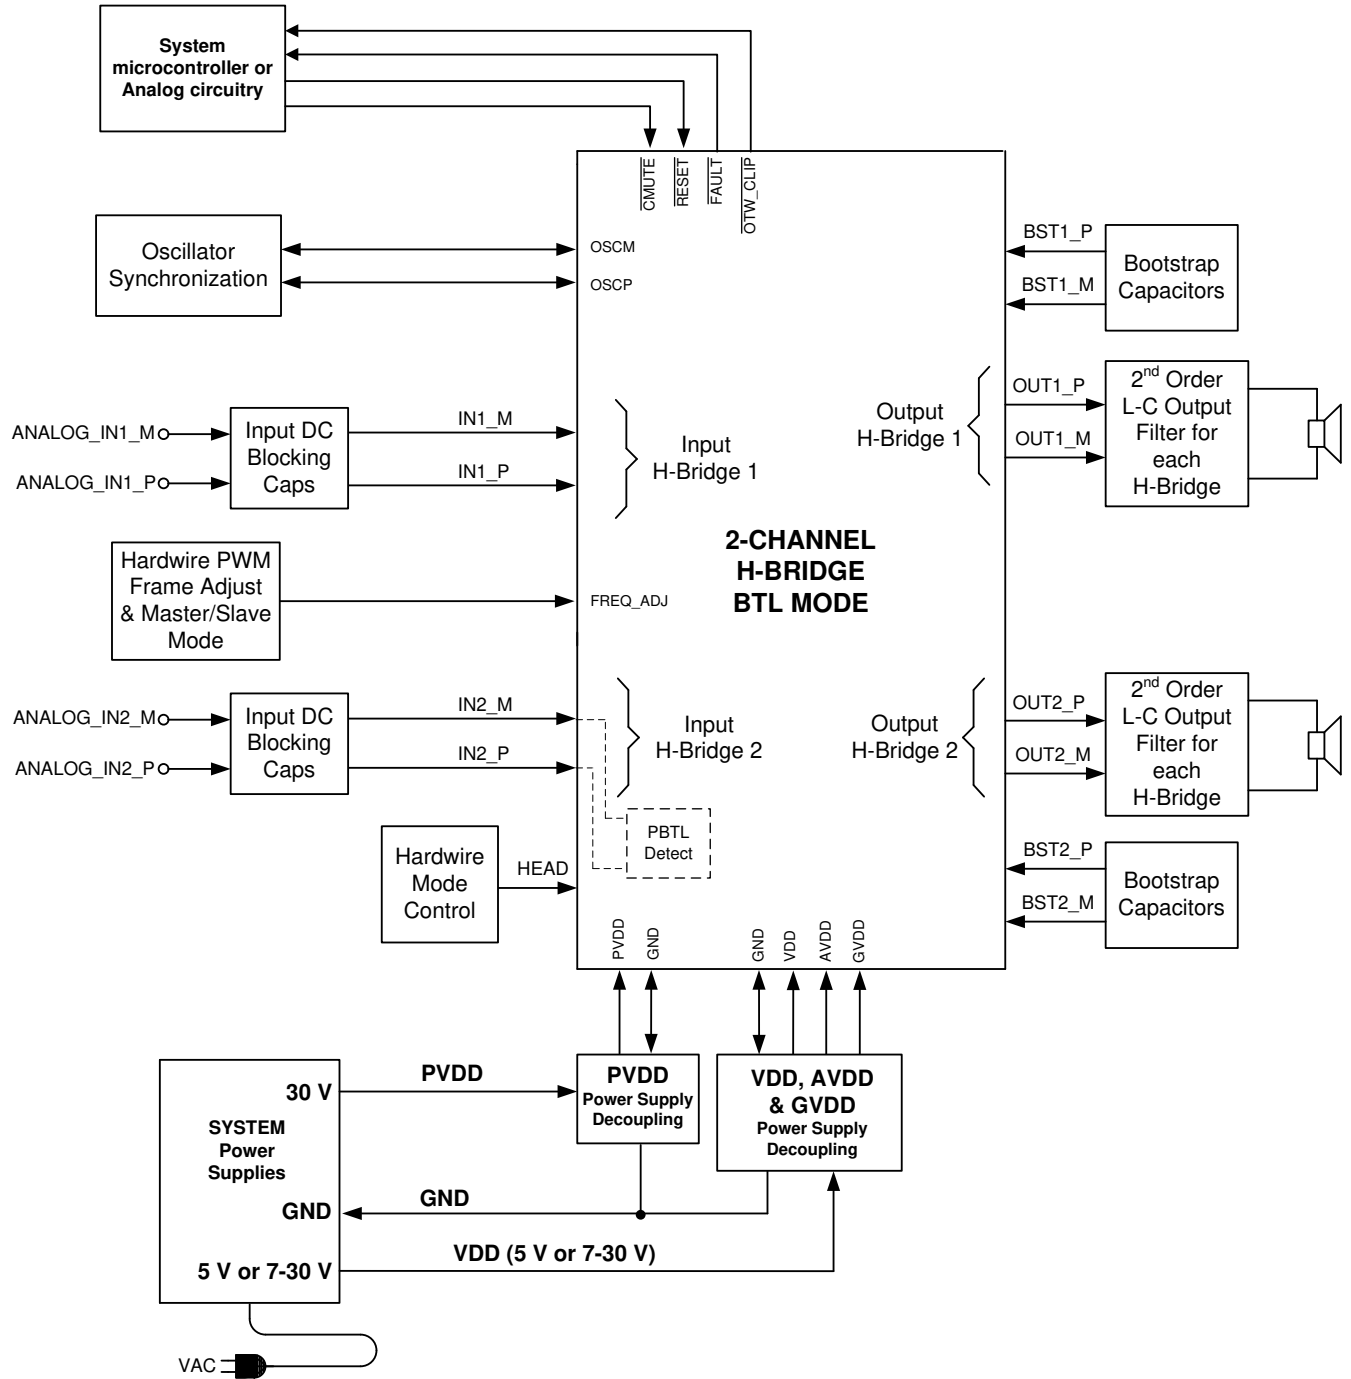 System
microcontroller or
Analog circuitry
CMUTE
RESET
FAULT
OTW_CLIP
Oscillator
Synchronization
OSCM
OSCP
BST1_P
BST1_M
Bootstrap
Capacitors
ANALOG_IN1_M
ANALOG_IN1_P
Input DC
Blocking
Caps
IN1_M
IN1_P
Input
H-Bridge 1
Output
H-Bridge 1
OUT1_P
OUT1_M
2nd Order
L-C Output
Filter for
each
H-Bridge
2-CHANNEL
H-BRIDGE
BTL MODE
Hardwire PWM
Frame Adjust
& Master/Slave
Mode
FREQ_ADJ
ANALOG_IN2_M
ANALOG_IN2_P
Input DC
Blocking
Caps
IN2_M
IN2_P
Input
H-Bridge 2
Output
H-Bridge 2
OUT2_P
OUT2_M
2nd Order
L-C Output
Filter for
each
H-Bridge
PBTL
Detect
Hardwire
Mode
Control
HEAD
BST2_P
BST2_M
Bootstrap
Capacitors
PVDD
GND
GND
VDD
AVDD
GVDD
30 V
SYSTEM
Power
Supplies
GND
5 V or 7-30 V
PVDD
PVDD
Power Supply
Decoupling
VDD, AVDD
& GVDD
Power Supply
Decoupling
GND
VDD (5 V or 7-30 V)
VAC